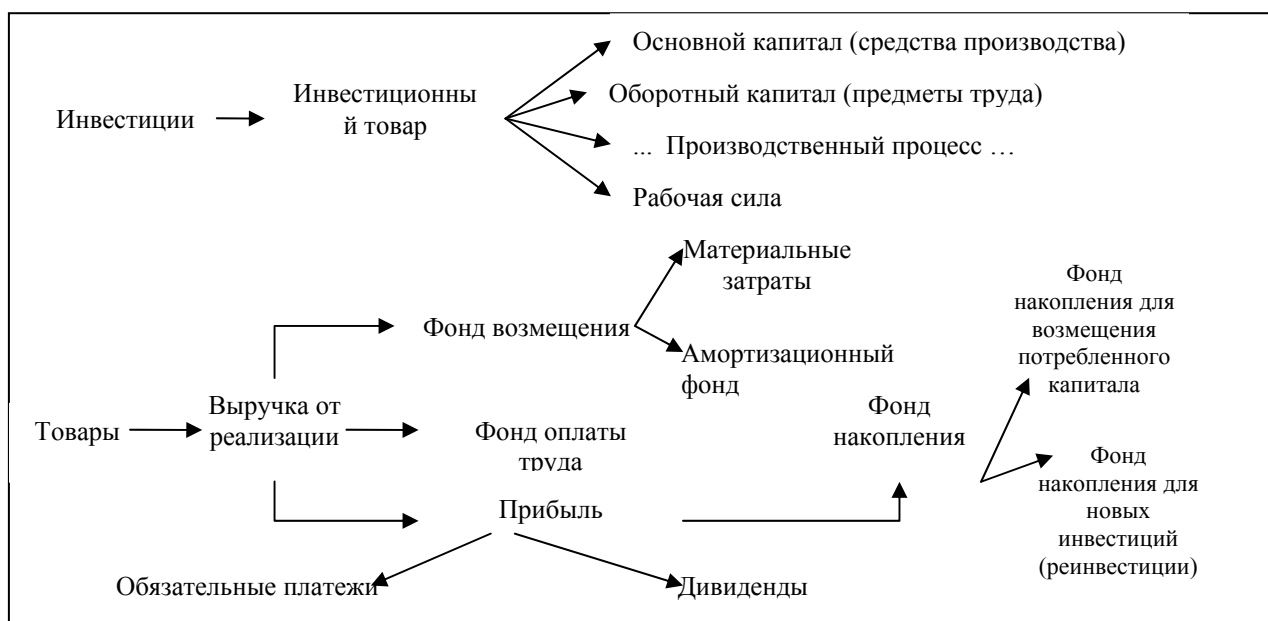 Основной капитал (средства производства)
Инвестиционны
й товар
Оборотный капитал (предметы труда)
Инвестиции
... Производственный процесс …
Рабочая сила
Материальные
затраты
Фонд
накопления для
возмещения
потребленного
капитала
Фонд возмещения
Амортизационный
фонд
Товары
Выручка от
реализации
Фонд оплаты
труда
Фонд
накопления
Фонд
накопления для
новых
инвестиций
(реинвестиции)
Прибыль
Обязательные платежи
Дивиденды